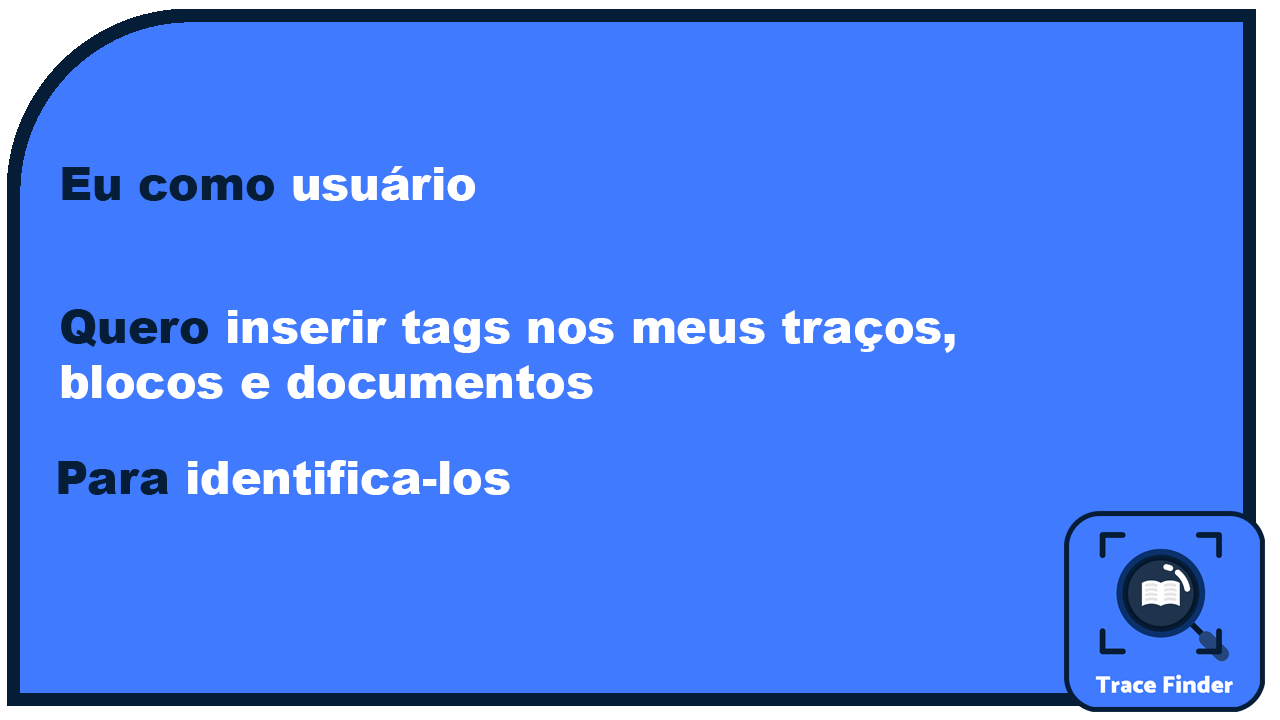 Eu como usuário
Quero inserir tags nos meus traços,
blocos e documentos
Para identifica-los
Trace Finder